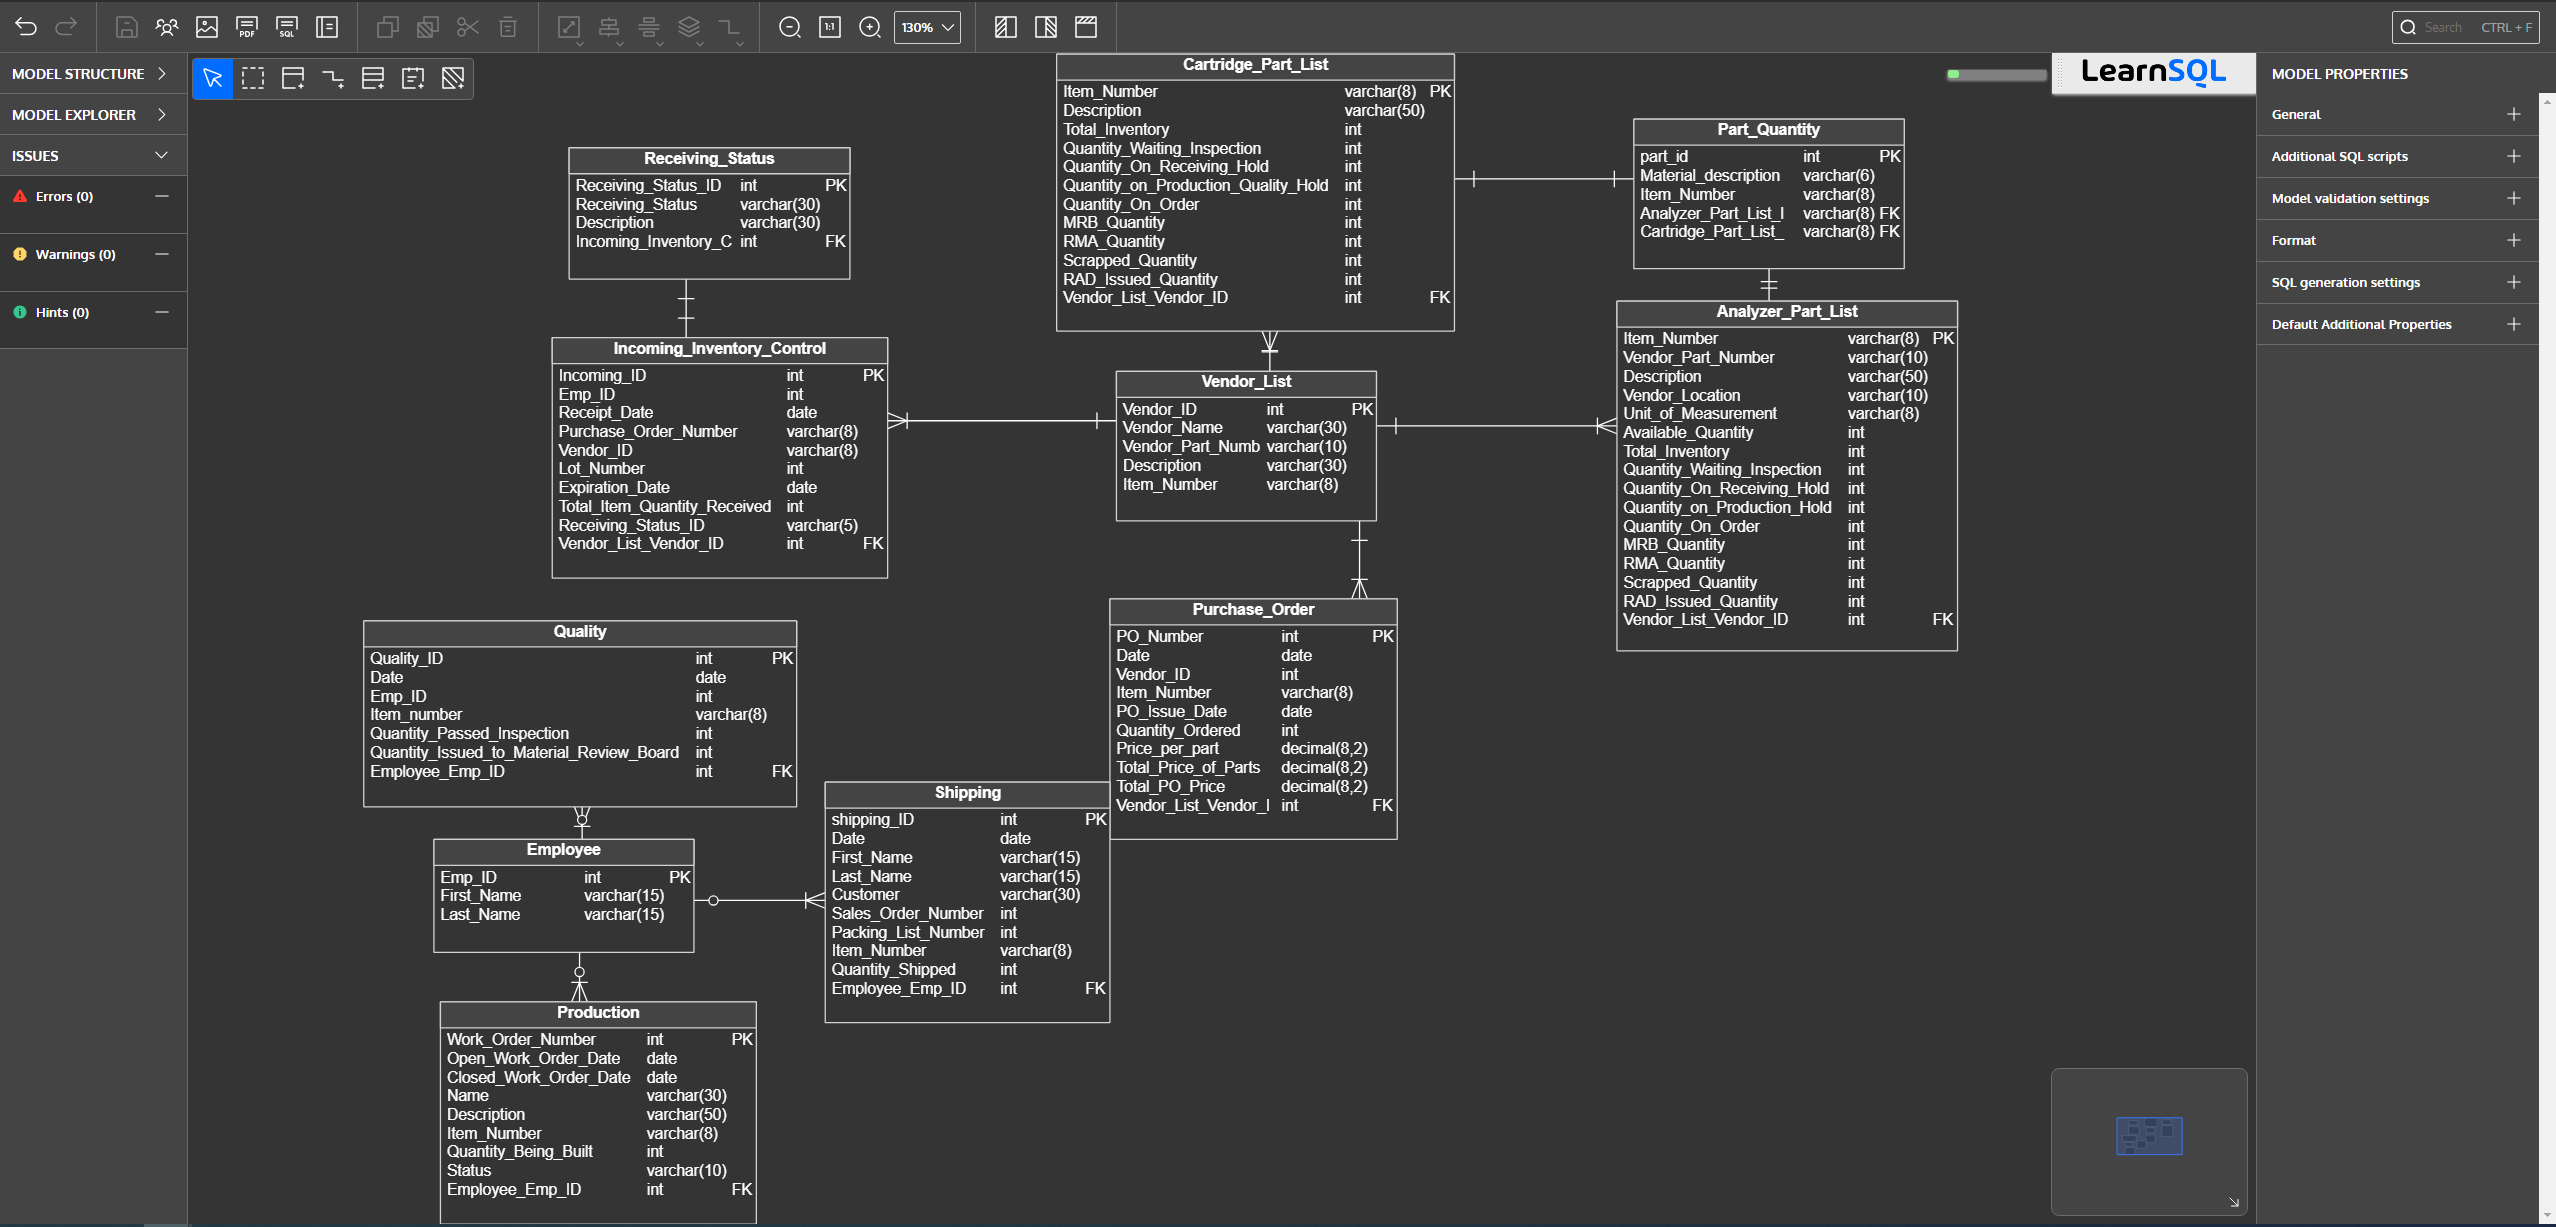 PDF
SQL
1:1
130%
Search CTRL + F
MODEL STRUCTURE
MODEL EXPLORER
ISSUES
Errors (0)
Warnings (0)
Hints (0)
LearnSQL
MODEL PROPERTIES
General
Additional SQL scripts
Model validation settings
Format
SQL generation settings
Default Additional Properties
Cartridge_Part_List
Item_Number varchar(8) PK
Description varchar(50)
Total_Inventory int
Quantity_Waiting_Inspection int
Quantity_On_Receiving_Hold int
Quantity_on_Production_Quality_Hold int
Quantity_On_Order int
MRB_Quantity int
RMA_Quantity int
Scrapped_Quantity int
RAD_Issued_Quantity int
Vendor_List_Vendor_ID int FK
Part_Quantity
part_id int PK
Material_description varchar(6)
Item_Number varchar(8)
Analyzer_Part_List_I varchar(8) FK
Cartridge_Part_List_ varchar(8) FK
Receiving_Status
Receiving_Status_ID int PK
Receiving_Status varchar(30)
Description varchar(30)
Incoming_Inventory_C int FK
Incoming_Inventory_Control
Incoming_ID int PK
Emp_ID int
Receipt_Date date
Purchase_Order_Number varchar(8)
Vendor_ID varchar(8)
Lot_Number int
Expiration_Date date
Total_Item_Quantity_Received int
Receiving_Status_ID varchar(5)
Vendor_List_Vendor_ID int FK
Vendor_List
Vendor_ID int PK
Vendor_Name varchar(30)
Vendor_Part_Numb varchar(10)
Description varchar(30)
Item_Number varchar(8)
Analyzer_Part_List
Item_Number varchar(8) PK
Vendor_Part_Number varchar(10)
Description varchar(50)
Vendor_Location varchar(10)
Unit_of_Measurement varchar(8)
Available_Quantity int
Total_Inventory int
Quantity_Waiting_Inspection int
Quantity_On_Receiving_Hold int
Quantity_on_Production_Hold int
Quantity_On_Order int
MRB_Quantity int
RMA_Quantity int
Scrapped_Quantity int
RAD_Issued_Quantity int
Vendor_List_Vendor_ID int FK
Quality
Quality_ID int PK
Date date
Emp_ID int
Item_number varchar(8)
Quantity_Passed_Inspection int
Quantity_Issued_to_Material_Review_Board int
Employee_Emp_ID int FK
Purchase_Order
PO_Number int PK
Date date
Vendor_ID int
Item_Number varchar(8)
PO_Issue_Date date
Quantity_Ordered int
Price_per_part decimal(8,2)
Total_Price_of_Parts decimal(8,2)
Total_PO_Price decimal(8,2)
Vendor_List_Vendor_I int FK
Shipping
shipping_ID int PK
Date date
First_Name varchar(15)
Last_Name varchar(15)
Customer varchar(30)
Sales_Order_Number int
Packing_List_Number int
Item_Number varchar(8)
Quantity_Shipped int
Employee_Emp_ID int FK
Employee
Emp_ID int PK
First_Name varchar(15)
Last_Name varchar(15)
Production
Work_Order_Number int PK
Open_Work_Order_Date date
Closed_Work_Order_Date date
Name varchar(30)
Description varchar(50)
Item_Number varchar(8)
Quantity_Being_Built int
Status varchar(10)
Employee_Emp_ID int FK